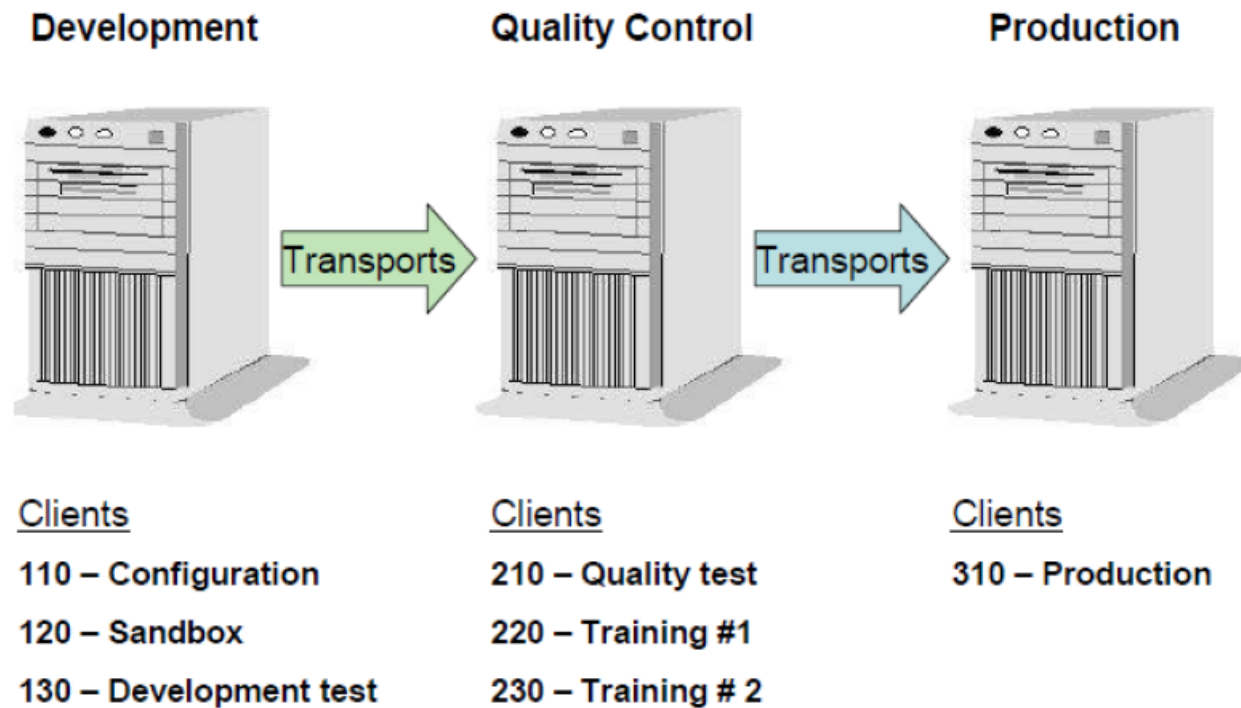 Development
Quality Control
Production
Transports
Transports
Clients
110 – Configuration
120 – Sandbox
130 – Development test
Clients
210 – Quality test
220 – Training #1
230 – Training # 2
Clients
310 – Production